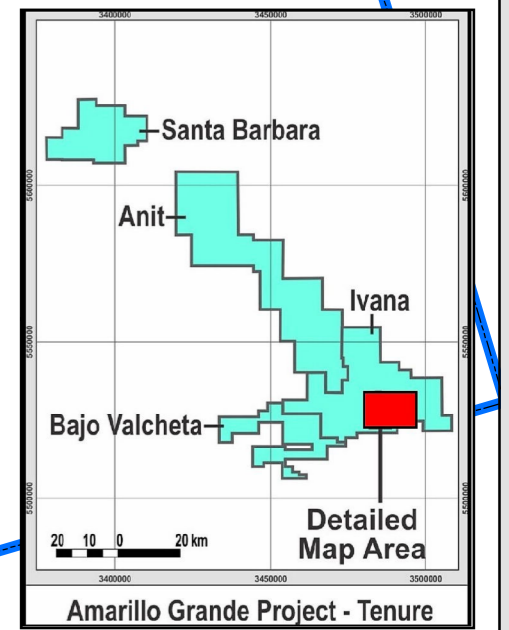 3400000 3450000 3500000
Santa Barbara
5600000 5600000
Anit
Ivana
5550000 5550000
Bajo Valcheta
5500000 5500000
Detailed
Map Area
20 10 0 20 km
3400000 3450000 3500000
Amarillo Grande Project - Tenure